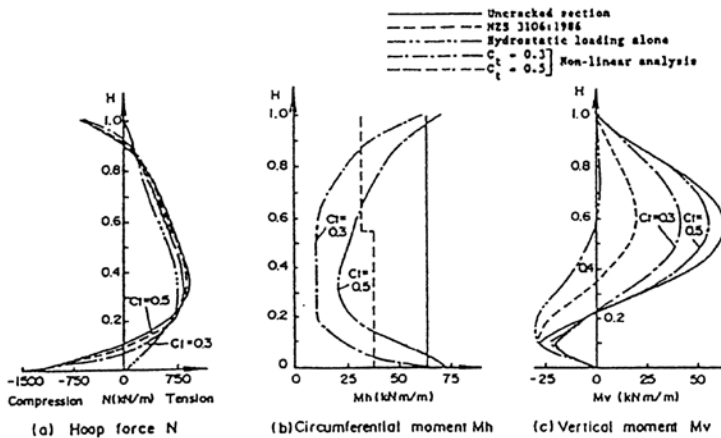 Uncracked section
NZS 3106:1986
Hydrostatic loading alone
Ct = 0.3
Ct = 0.5
Non-linear analysis
H
1.0
0.8
0.6
0.4
0.2
0
Ct=0.5
Ct=0.3
-1500 -750 0 750
Compression N(kN/m) Tension
(a) Hoop force N
H
1.0
0.8
0.6
0.4
0.2
0
Ct=
0.3
Ct=
0.5
0 25 50 75
Mh (kNm/m)
(b) Circumferential moment Mh
H
1.0
0.8
0.6
0.4
0.2
Ct=0.3
Ct=
0.5
-25 0 25 50
Mv (kNm/m)
(c) Vertical moment Mv